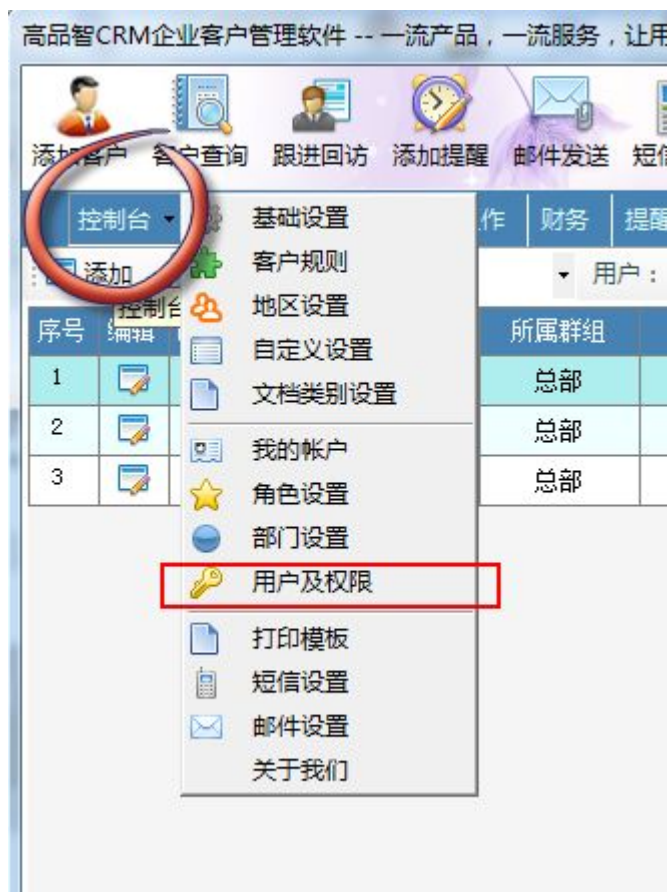 高品智CRM企业客户管理软件 -- 一流产品，一流服务，让用
添加客户 客户查询 跟进回访 添加提醒 邮件发送 短信
控制台 作 财务 提醒
添加 用户：
控制台
序号 编辑 所属群组
1 总部
2 总部
3 总部
基础设置
客户规则
地区设置
自定义设置
文档类别设置
我的帐户
角色设置
部门设置
用户及权限
打印模板
短信设置
邮件设置
关于我们